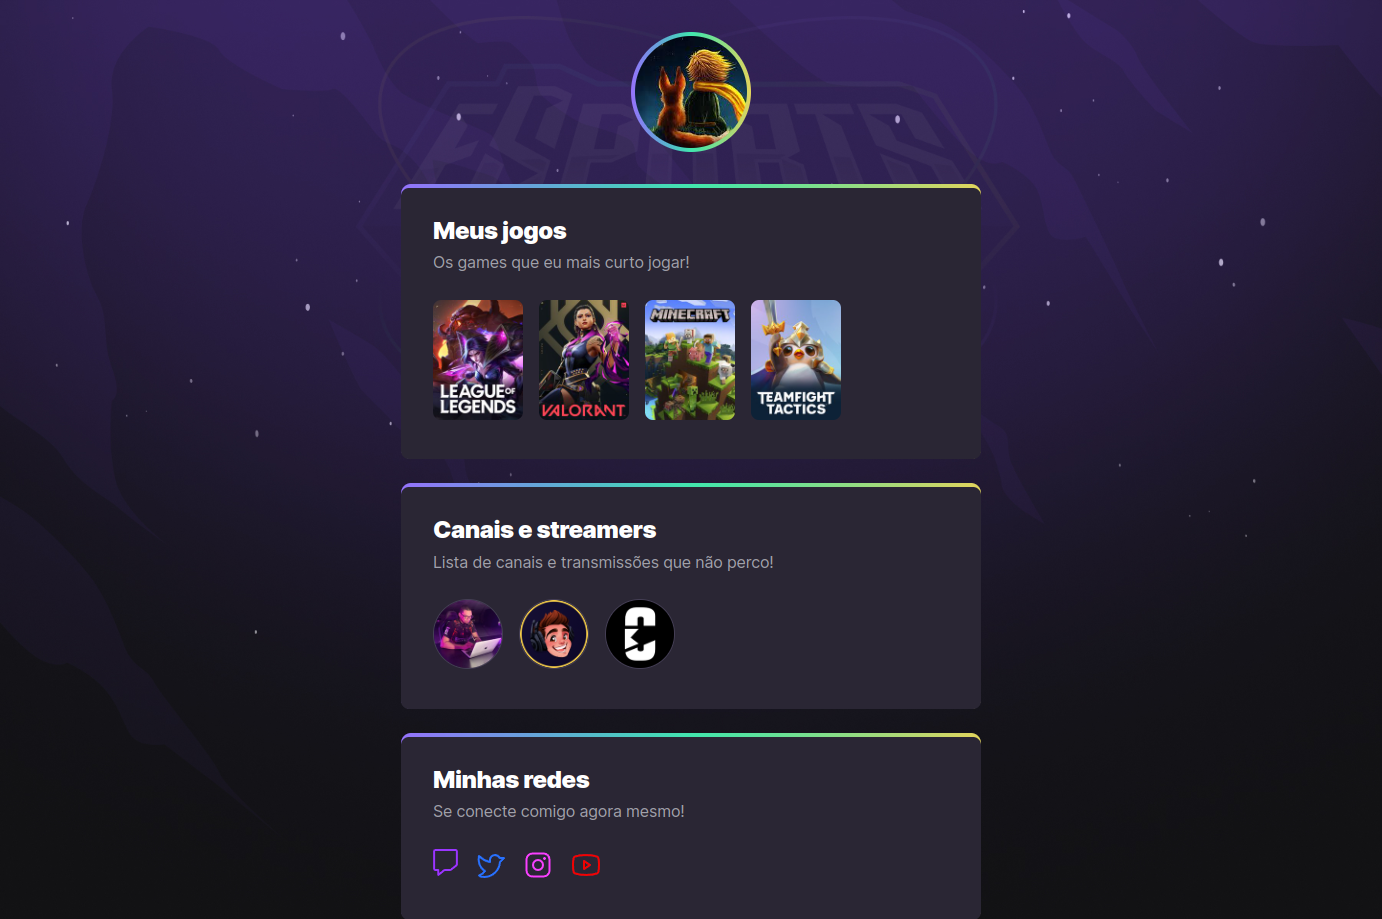 ESPORTS
Meus jogos
Os games que eu mais curto jogar!
LEAGUE OF
LEGENDS
VALORANT
MINECRAFT
TEAMFIGHT
TACTICS
Canais e streamers
Lista de canais e transmissões que não perco!
Minhas redes
Se conecte comigo agora mesmo!